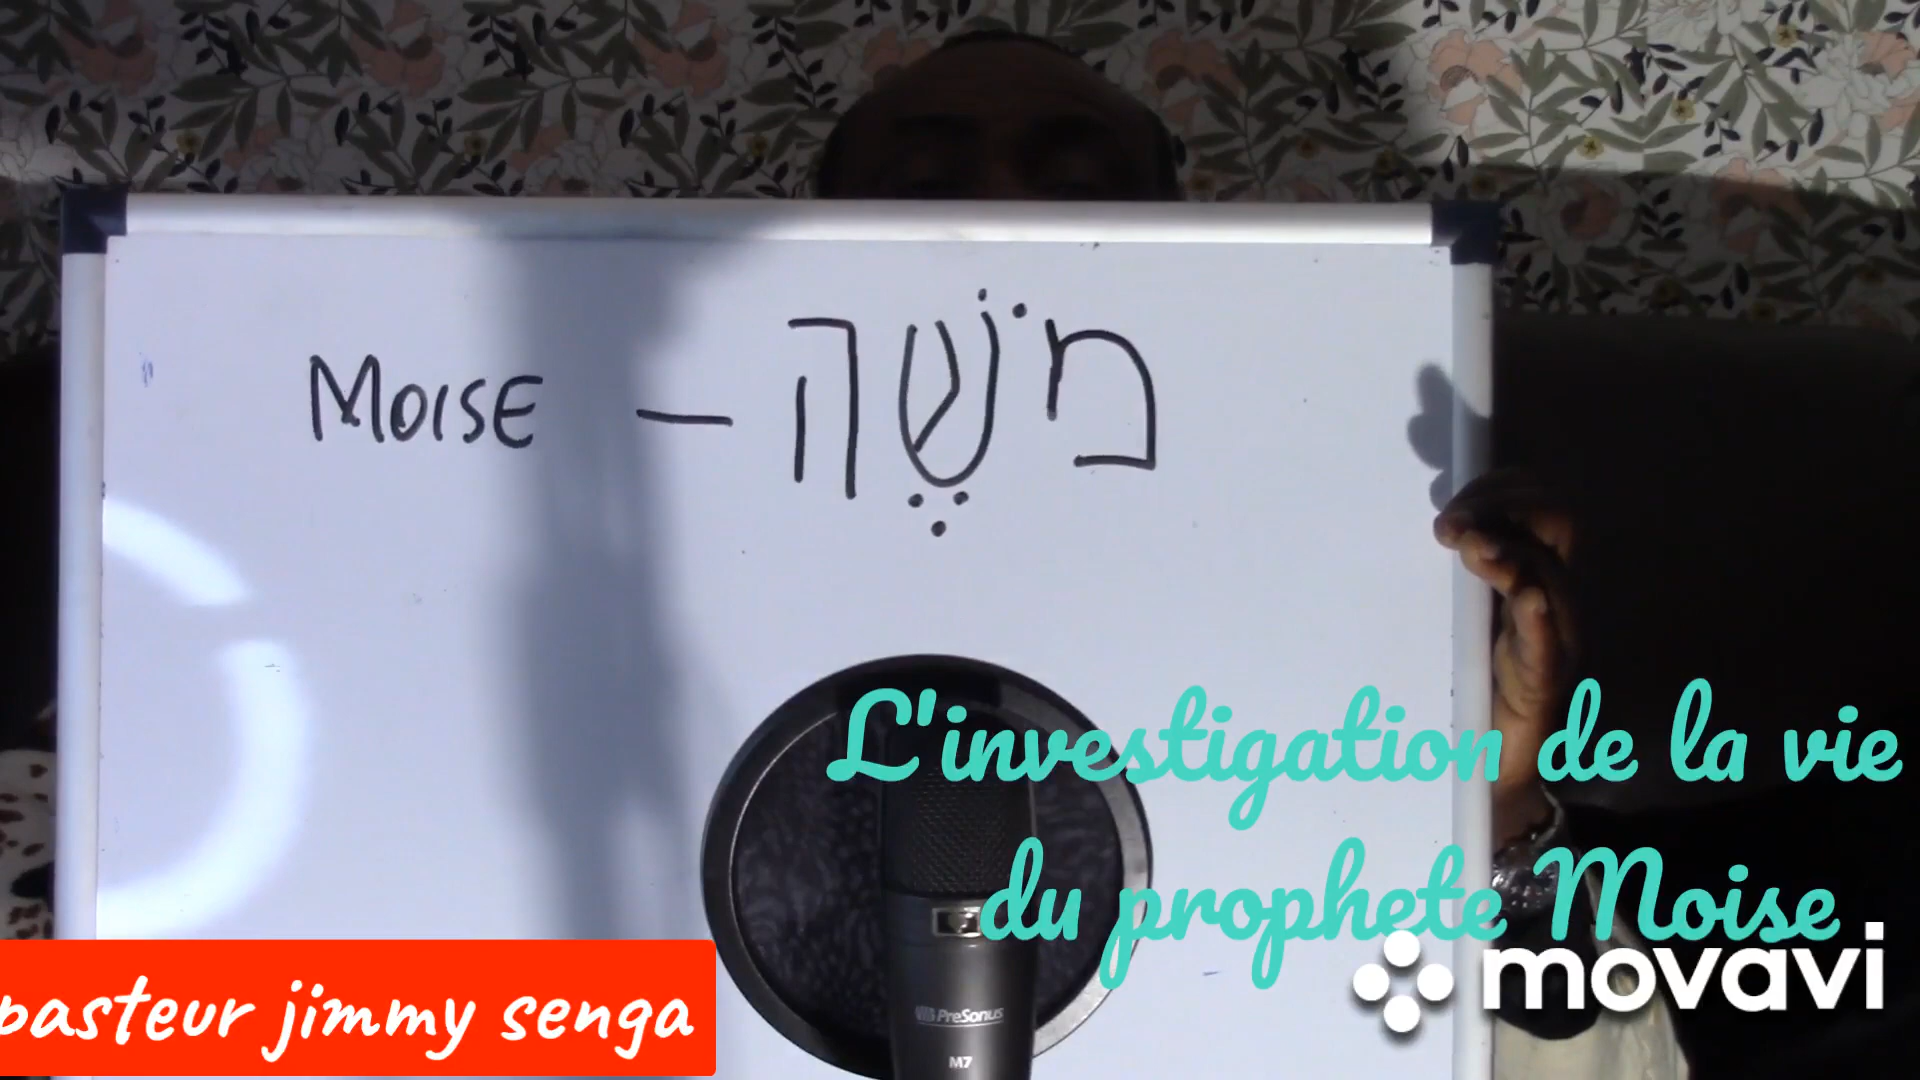 MOISE — מֹשֶׁה
L'investigation de la vie
du prophete Moise
movavi
pasteur jimmy senga
PreSonus
M7